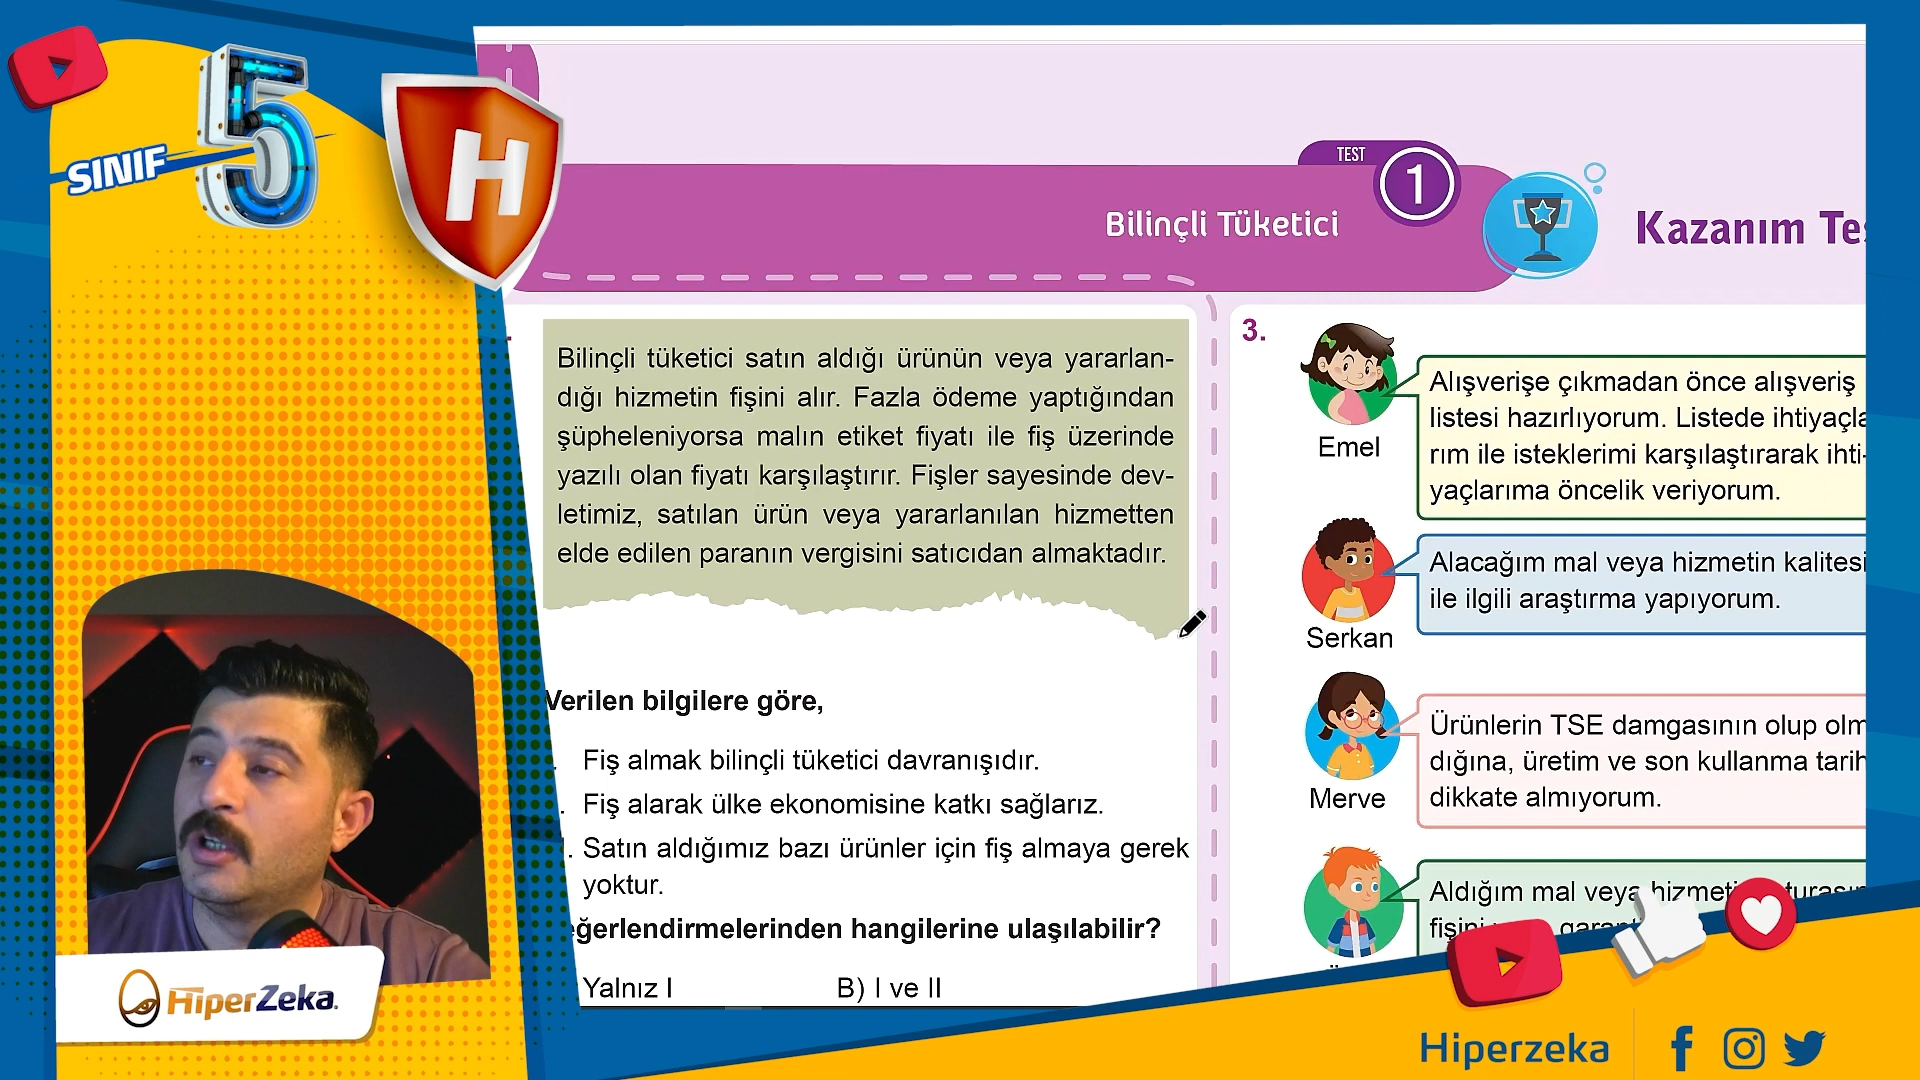 SINIF
5
H
TEST
1
Bilinçli Tüketici
Kazanım Tes
Bilinçli tüketici satın aldığı ürünün veya yararlan-
dığı hizmetin fişini alır. Fazla ödeme yaptığından
şüpheleniyorsa malın etiket fiyatı ile fiş üzerinde
yazılı olan fiyatı karşılaştırır. Fişler sayesinde dev-
letimiz, satılan ürün veya yararlanılan hizmetten
elde edilen paranın vergisini satıcıdan almaktadır.
Verilen bilgilere göre,
Fiş almak bilinçli tüketici davranışıdır.
. Fiş alarak ülke ekonomisine katkı sağlarız.
. Satın aldığımız bazı ürünler için fiş almaya gerek
yoktur.
ğerlendirmelerinden hangilerine ulaşılabilir?
Yalnız I
B) I ve II
3.
Emel
Alışverişe çıkmadan önce alışveriş
listesi hazırlıyorum. Listede ihtiyaçla
rım ile isteklerimi karşılaştırarak ihti-
yaçlarıma öncelik veriyorum.
Serkan
Alacağım mal veya hizmetin kalitesi
ile ilgili araştırma yapıyorum.
Merve
Ürünlerin TSE damgasının olup olm
dığına, üretim ve son kullanma tarih
dikkate almıyorum.
Aldığım mal veya hizmeti
fişini
HiperZeka.
Hiperzeka